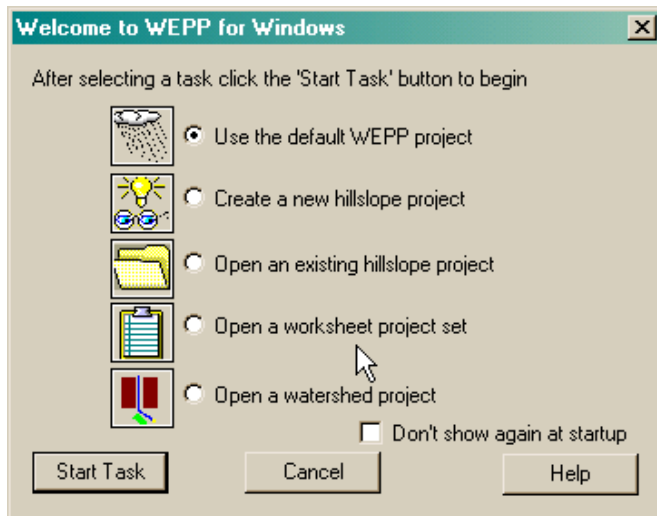 Welcome to WEPP for Windows
After selecting a task click the 'Start Task' button to begin
Use the default WEPP project
Create a new hillslope project
Open an existing hillslope project
Open a worksheet project set
Open a watershed project
Don't show again at startup
Start Task Cancel Help